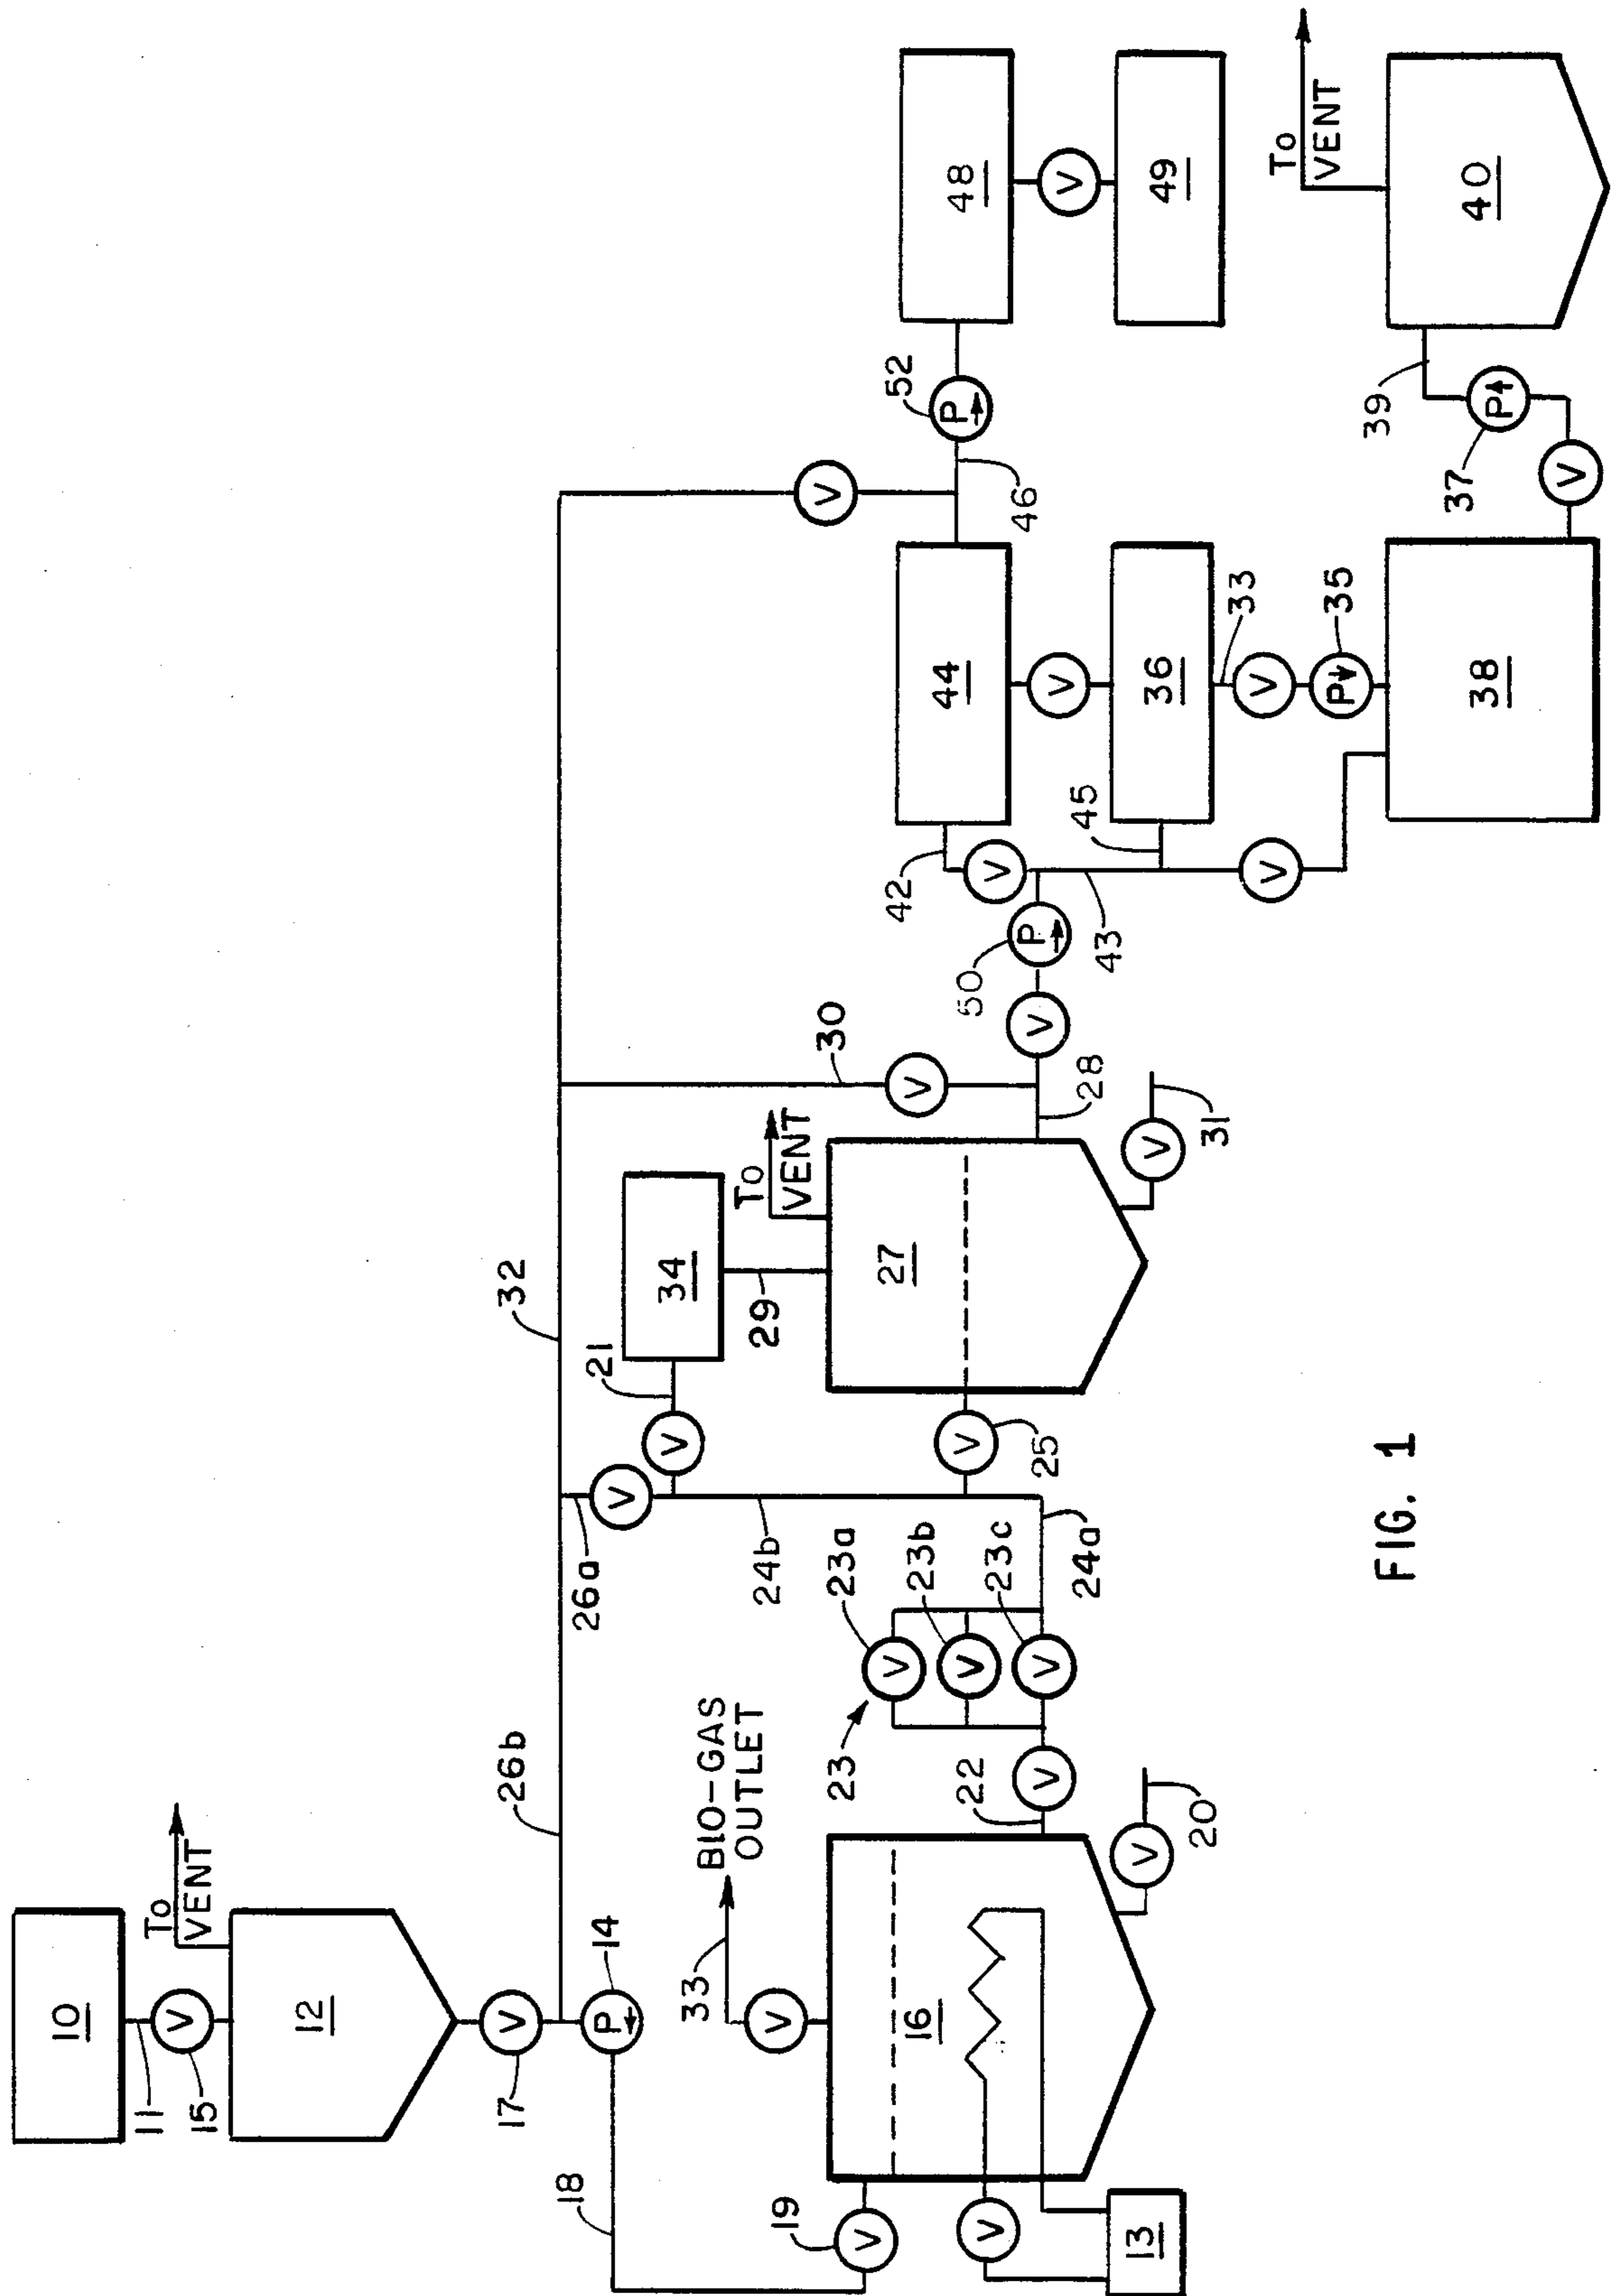 10
11
V
15
To
VENT
12
V
17
14
P
18
26b
32
26a
V
21
V
34
29
To
VENT
27
24b
V
25
23a
V
23b
V
23c
V
23
24a
22
V
BIO-GAS
OUTLET
33
V
16
19
V
V
13
V
20
30
V
28
V
31
V
50
P
42
V
43
45
44
V
36
33
V
P
35
V
38
V
46
52
P
48
V
49
To
VENT
40
39
37
P
V
FIG. 1